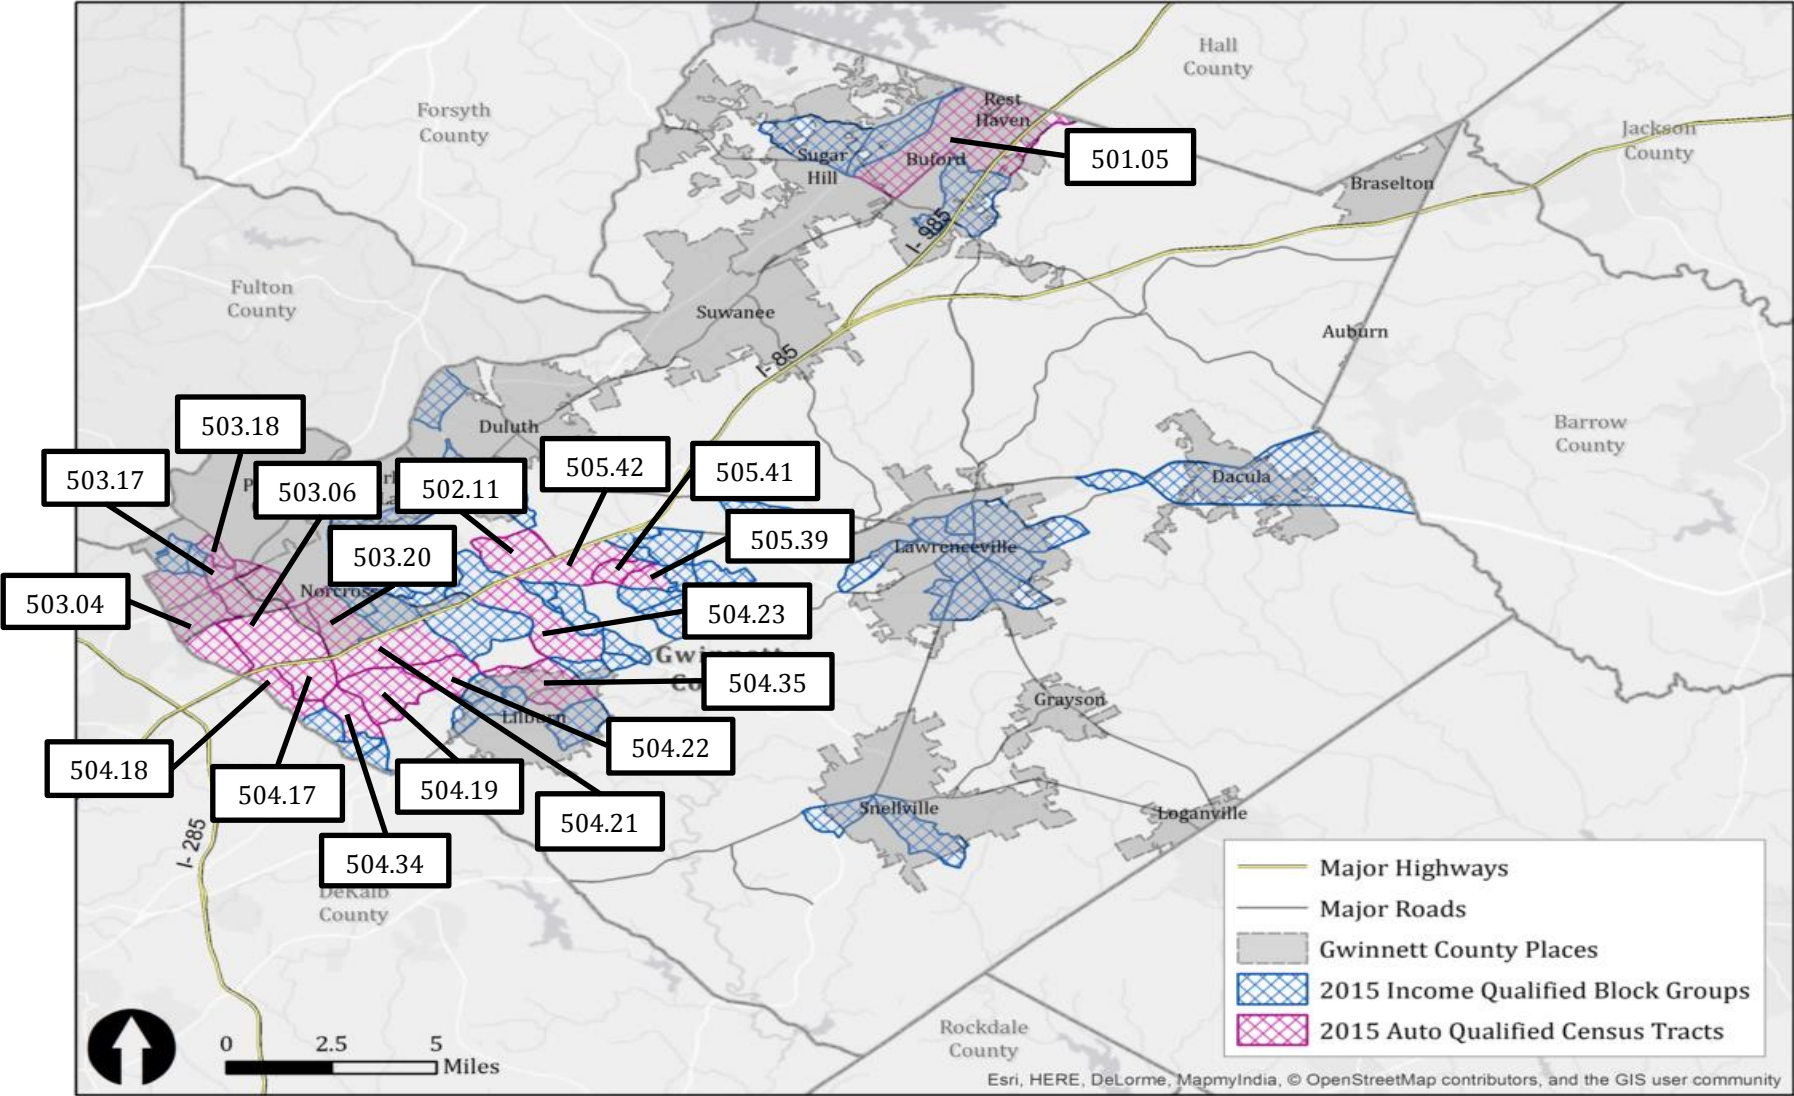 Hall
County
Forsyth
County
Rest
Haven
Jackson
County
501.05
Sugar
Hill
Buford
Braselton
I- 985
Fulton
County
Suwanee
Auburn
I- 85
503.18
Duluth
Barrow
County
503.17
503.06
502.11
505.42
505.41
Dacula
505.39
503.20
Lawrenceville
503.04
Norcross
504.23
504.35
Grayson
Lilburn
504.18
504.17
504.19
504.22
504.21
Snellville
Loganville
504.34
I- 285
DeKalb
County
Major Highways
Major Roads
Gwinnett County Places
2015 Income Qualified Block Groups
2015 Auto Qualified Census Tracts
Rockdale
County
0 2.5 5
Miles
Esri, HERE, DeLorme, MapmyIndia, © OpenStreetMap contributors, and the GIS user community